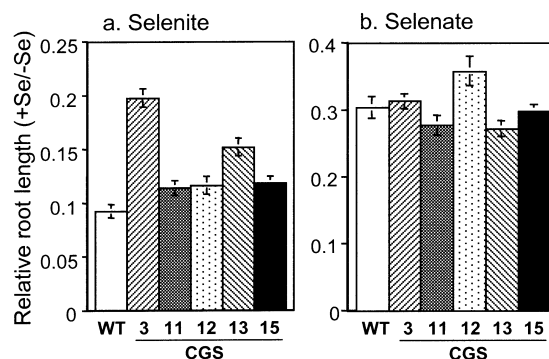 a. Selenite
b. Selenate
Relative root length (+Se/-Se)
0.25
0.2
0.15
0.1
0.05
0
WT 3 11 12 13 15
CGS
0.4
0.3
0.2
0.1
0
WT 3 11 12 13 15
CGS